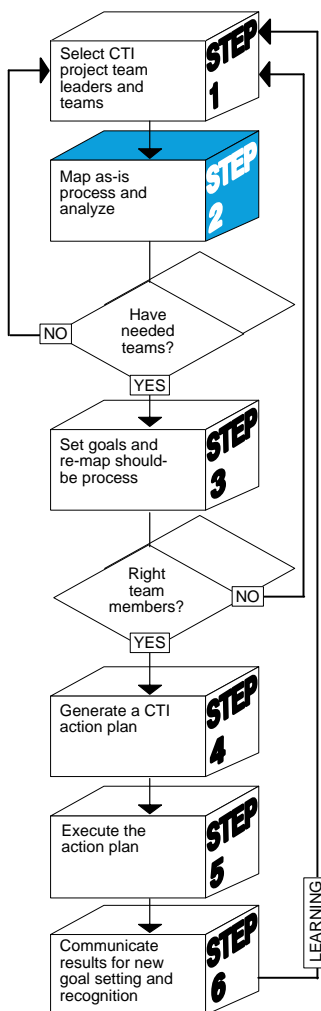 Select CTI
project team
leaders and
teams
STEP
1
Map as-is
process and
analyze
STEP
2
Have
needed
teams?
NO
YES
Set goals and
re-map should-
be process
STEP
3
Right
team
members?
NO
YES
Generate a CTI
action plan
STEP
4
Execute the
action plan
STEP
5
Communicate
results for new
goal setting and
recognition
STEP
6
LEARNING